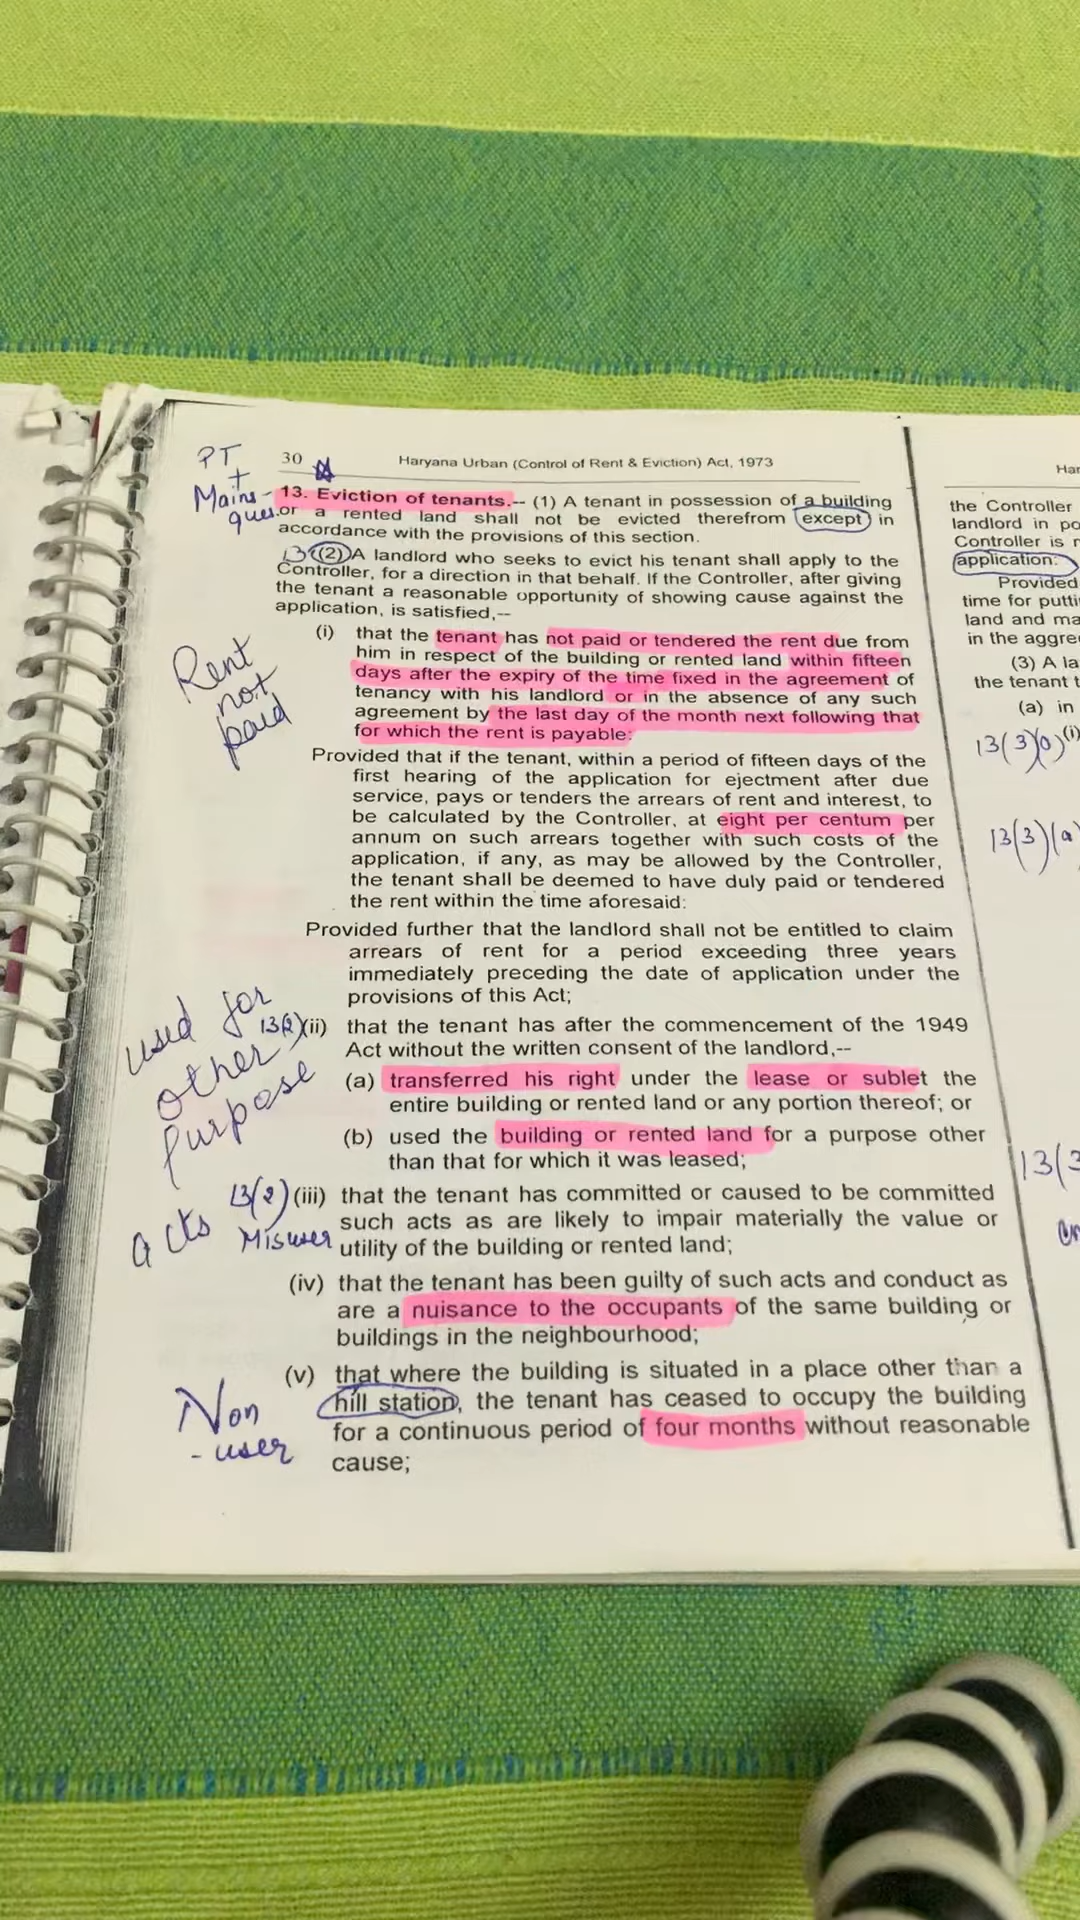 PT
+
Mains
ques.
30
Haryana Urban (Control of Rent & Eviction) Act, 1973
13. Eviction of tenants.-- (1) A tenant in possession of a building
or a rented land shall not be evicted therefrom except in
accordance with the provisions of this section.
13 (2) A landlord who seeks to evict his tenant shall apply to the
Controller, for a direction in that behalf. If the Controller, after giving
the tenant a reasonable opportunity of showing cause against the
application, is satisfied,--
Rent
not
paid
(i) that the tenant has not paid or tendered the rent due from
him in respect of the building or rented land within fifteen
days after the expiry of the time fixed in the agreement of
tenancy with his landlord or in the absence of any such
agreement by the last day of the month next following that
for which the rent is payable:
Provided that if the tenant, within a period of fifteen days of the
first hearing of the application for ejectment after due
service, pays or tenders the arrears of rent and interest, to
be calculated by the Controller, at eight per centum per
annum on such arrears together with such costs of the
application, if any, as may be allowed by the Controller,
the tenant shall be deemed to have duly paid or tendered
the rent within the time aforesaid:
Provided further that the landlord shall not be entitled to claim
arrears of rent for a period exceeding three years
immediately preceding the date of application under the
provisions of this Act;
used for
other
purpose
13(2)(ii) that the tenant has after the commencement of the 1949
Act without the written consent of the landlord,--
(a) transferred his right under the lease or sublet the
entire building or rented land or any portion thereof; or
(b) used the building or rented land for a purpose other
than that for which it was leased;
acts
13(2) (iii) that the tenant has committed or caused to be committed
Misuser such acts as are likely to impair materially the value or
utility of the building or rented land;
(iv) that the tenant has been guilty of such acts and conduct as
are a nuisance to the occupants of the same building or
buildings in the neighbourhood;
Non
-user
(v) that where the building is situated in a place other than a
hill station, the tenant has ceased to occupy the building
for a continuous period of four months without reasonable
cause;
the Controller
landlord in po
Controller is
application:
Provided
time for putti
land and ma
in the aggre
(3) A la
the tenant
(a) in
(i)
13(3)(a
13(3